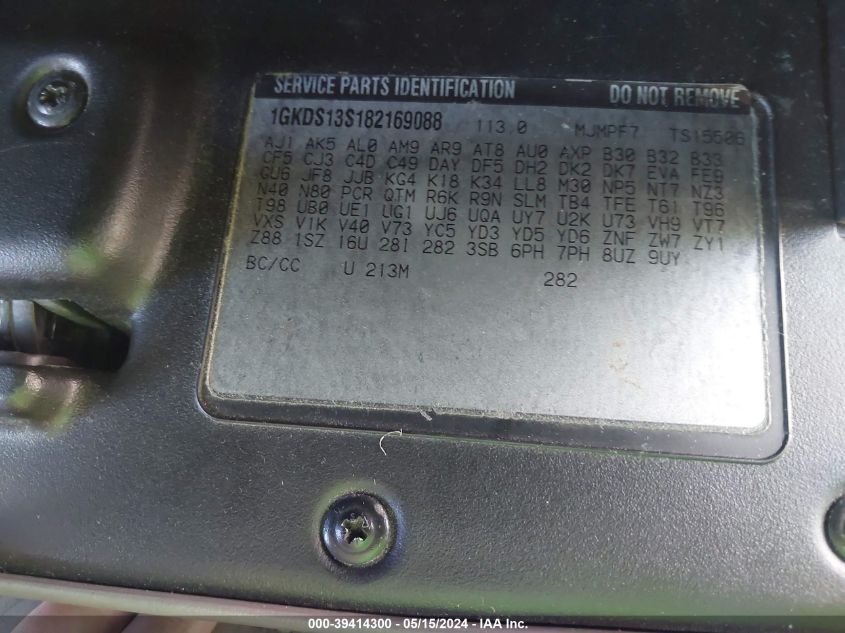 SERVICE PARTS IDENTIFICATION DO NOT REMOVE
1GKDS13S182169088 113.0 MJMPF7 TS15506
AJ1 AK5 AL0 AM9 AR9 AT8 AU0 AXP B30 B32 B33
CF5 CJ3 C4D C49 DAY DF5 DH2 DK2 DK7 EVA FE9
GU6 JF8 JJB KG4 K18 K34 LL8 M30 NP5 NT7 NZ3
N40 N80 PCR QTM R6K R9N SLM TB4 TFE T61 T96
T98 UB0 UE1 UG1 UJ6 UQA UY7 U2K U73 VH9 VT7
VXS V1K V40 V73 YC5 YD3 YD5 YD6 ZNF ZW7 ZY1
Z88 1SZ 16U 28I 282 3SB 6PH 7PH 8UZ 9UY
BC/CC U 213M 282
000-39414300 - 05/15/2024 - IAA Inc.